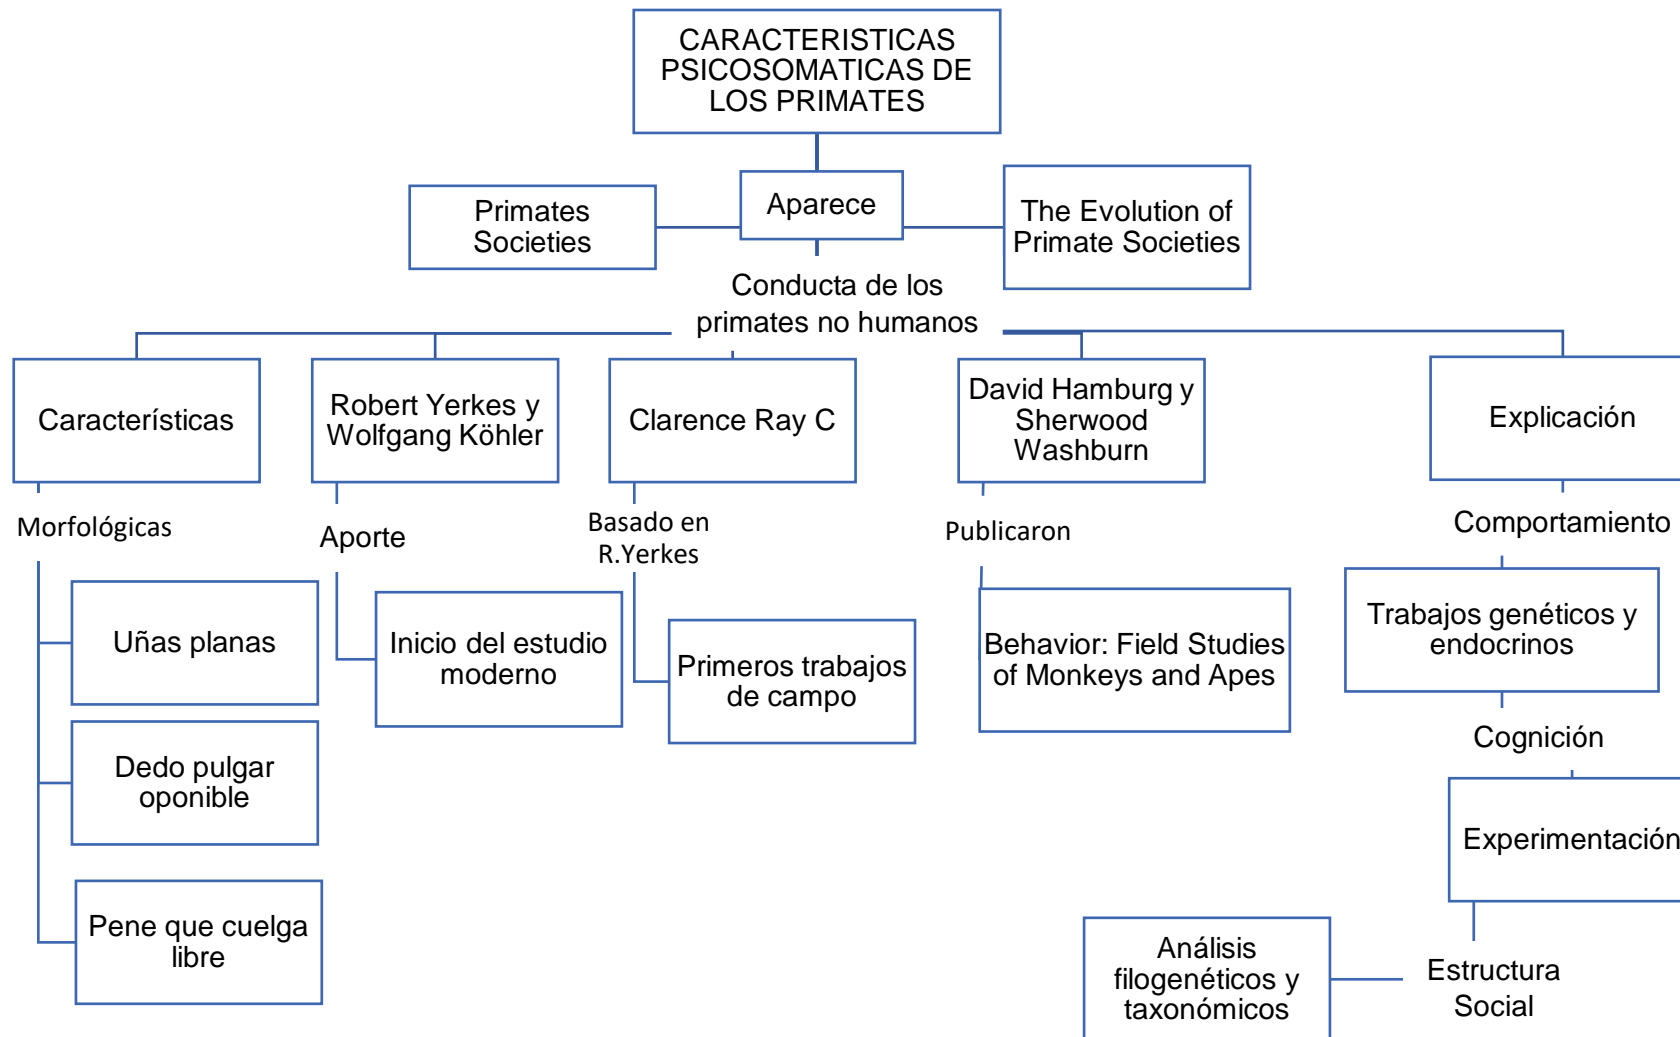 CARACTERISTICAS
PSICOSOMATICAS DE
LOS PRIMATES
Primates
Societies
Aparece
The Evolution of
Primate Societies
Conducta de los
primates no humanos
Características
Robert Yerkes y
Wolfgang Köhler
Clarence Ray C
David Hamburg y
Sherwood
Washburn
Explicación
Morfológicas
Aporte
Basado en
R.Yerkes
Publicaron
Comportamiento
Uñas planas
Inicio del estudio
moderno
Primeros trabajos
de campo
Behavior: Field Studies
of Monkeys and Apes
Trabajos genéticos y
endocrinos
Dedo pulgar
oponible
Cognición
Experimentación
Pene que cuelga
libre
Análisis
filogenéticos y
taxonómicos
Estructura
Social